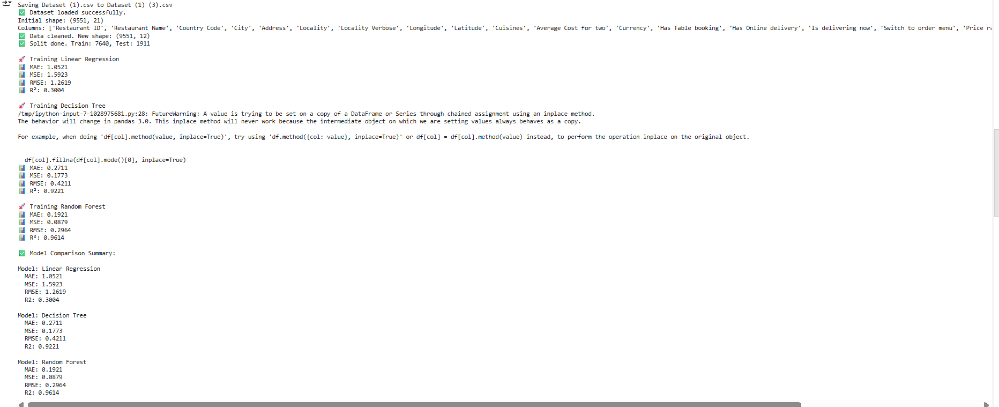 Saving Dataset (1).csv to Dataset (1) (3).csv
✅ Dataset loaded successfully.
Initial shape: (9551, 21)
Columns: ['Restaurant ID', 'Restaurant Name', 'Country Code', 'City', 'Address', 'Locality', 'Locality Verbose', 'Longitude', 'Latitude', 'Cuisines', 'Average Cost for two', 'Currency', 'Has Table booking', 'Has Online delivery', 'Is delivering now', 'Switch to order menu', 'Price ra
✅ Data cleaned. New shape: (9551, 12)
✅ Split done. Train: 7640, Test: 1911
🚀 Training Linear Regression
📊 MAE: 1.0521
📊 MSE: 1.5923
📊 RMSE: 1.2619
📊 R²: 0.3004
🚀 Training Decision Tree
/tmp/ipython-input-7-1028975681.py:28: FutureWarning: A value is trying to be set on a copy of a DataFrame or Series through chained assignment using an inplace method.
The behavior will change in pandas 3.0. This inplace method will never work because the intermediate object on which we are setting values always behaves as a copy.
For example, when doing 'df[col].method(value, inplace=True)', try using 'df.method({col: value}, inplace=True)' or df[col] = df[col].method(value) instead, to perform the operation inplace on the original object.
df[col].fillna(df[col].mode()[0], inplace=True)
📊 MAE: 0.2711
📊 MSE: 0.1773
📊 RMSE: 0.4211
📊 R²: 0.9221
🚀 Training Random Forest
📊 MAE: 0.1921
📊 MSE: 0.0879
📊 RMSE: 0.2964
📊 R²: 0.9614
✅ Model Comparison Summary:
Model: Linear Regression
MAE: 1.0521
MSE: 1.5923
RMSE: 1.2619
R2: 0.3004
Model: Decision Tree
MAE: 0.2711
MSE: 0.1773
RMSE: 0.4211
R2: 0.9221
Model: Random Forest
MAE: 0.1921
MSE: 0.0879
RMSE: 0.2964
R2: 0.9614